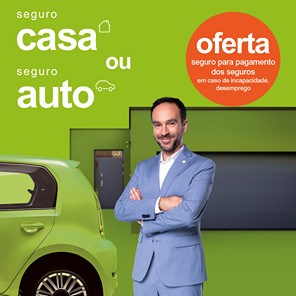 seguro
casa
ou
seguro
auto
oferta
seguro para pagamento
dos seguros
em caso de incapacidade,
desemprego